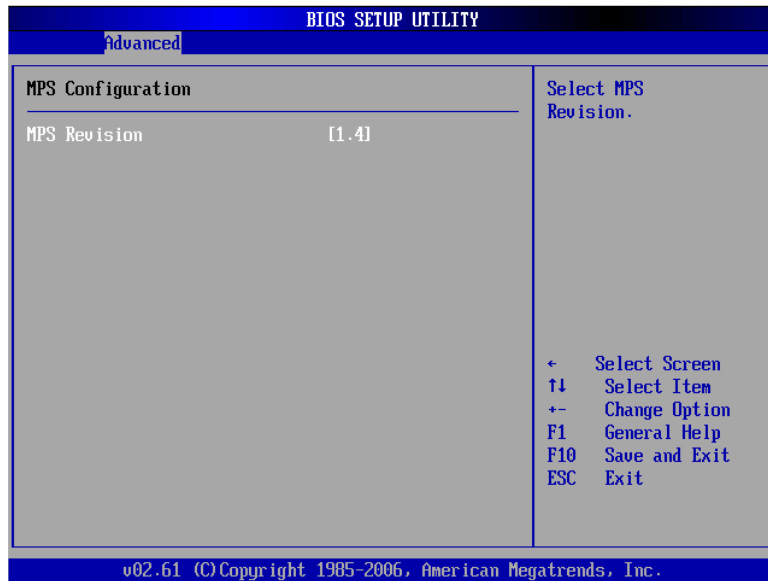 BIOS SETUP UTILITY
Advanced
MPS Configuration
MPS Revision [1.4]
Select MPS
Revision.
← Select Screen
↑↓ Select Item
+- Change Option
F1 General Help
F10 Save and Exit
ESC Exit
v02.61 (C)Copyright 1985-2006, American Megatrends, Inc.